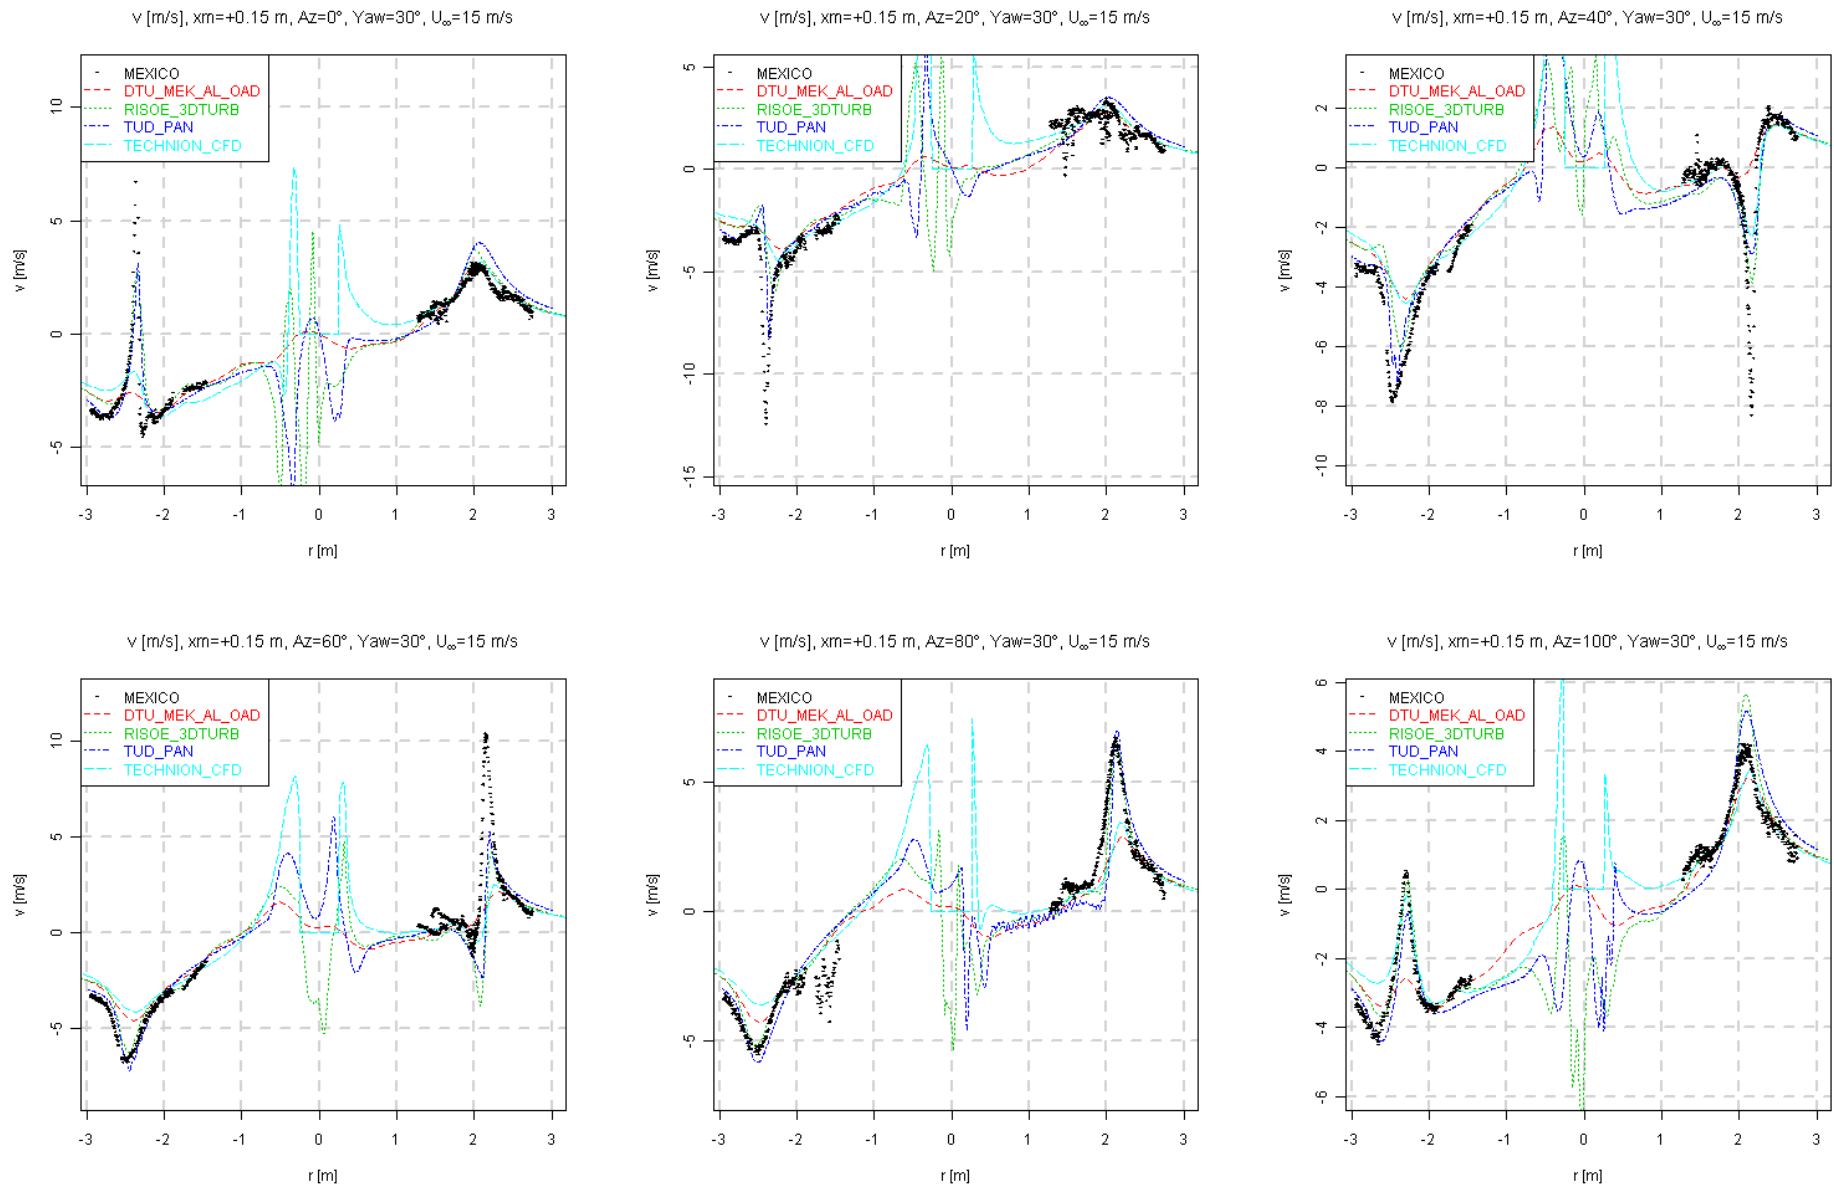 v [m/s], xm=+0.15 m, Az=0°, Yaw=30°, U∞=15 m/s
MEXICO
DTU_MEK_AL_OAD
RISOE_3DTURB
TUD_PAN
TECHNION_CFD
10
5
0
-5
v [m/s]
-3 -2 -1 0 1 2 3
r [m]
v [m/s], xm=+0.15 m, Az=20°, Yaw=30°, U∞=15 m/s
MEXICO
DTU_MEK_AL_OAD
RISOE_3DTURB
TUD_PAN
TECHNION_CFD
5
0
-5
-10
-15
v [m/s]
-3 -2 -1 0 1 2 3
r [m]
v [m/s], xm=+0.15 m, Az=40°, Yaw=30°, U∞=15 m/s
MEXICO
DTU_MEK_AL_OAD
RISOE_3DTURB
TUD_PAN
TECHNION_CFD
2
0
-2
-4
-6
-8
-10
v [m/s]
-3 -2 -1 0 1 2 3
r [m]
v [m/s], xm=+0.15 m, Az=60°, Yaw=30°, U∞=15 m/s
MEXICO
DTU_MEK_AL_OAD
RISOE_3DTURB
TUD_PAN
TECHNION_CFD
10
5
0
-5
v [m/s]
-3 -2 -1 0 1 2 3
r [m]
v [m/s], xm=+0.15 m, Az=80°, Yaw=30°, U∞=15 m/s
MEXICO
DTU_MEK_AL_OAD
RISOE_3DTURB
TUD_PAN
TECHNION_CFD
5
0
-5
v [m/s]
-3 -2 -1 0 1 2 3
r [m]
v [m/s], xm=+0.15 m, Az=100°, Yaw=30°, U∞=15 m/s
MEXICO
DTU_MEK_AL_OAD
RISOE_3DTURB
TUD_PAN
TECHNION_CFD
6
4
2
0
-2
-4
-6
v [m/s]
-3 -2 -1 0 1 2 3
r [m]